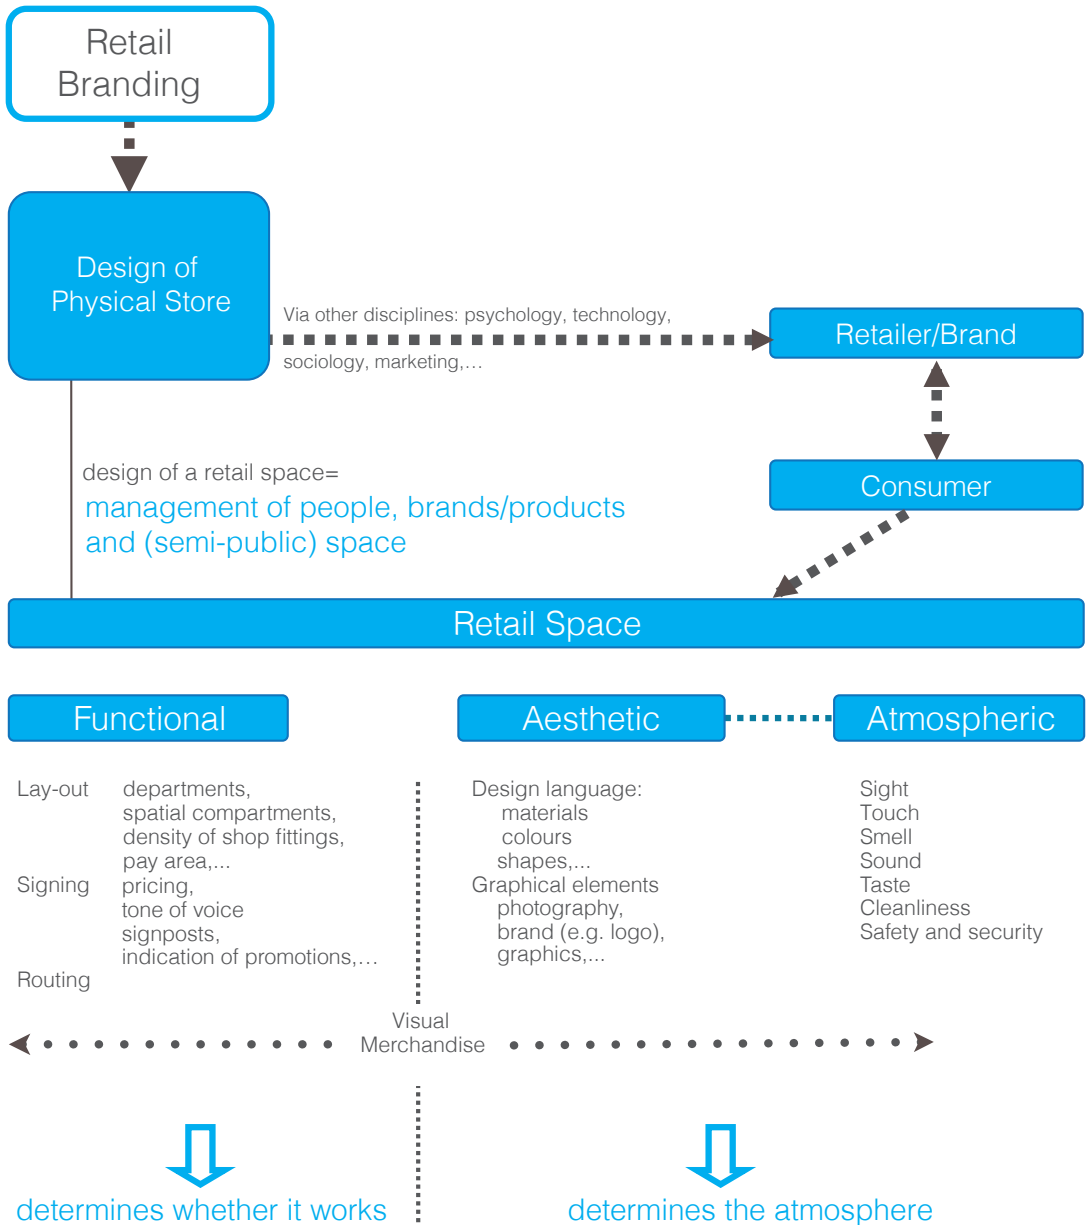 Retail
Branding
Design of
Physical Store
Via other disciplines: psychology, technology,
sociology, marketing,...
Retailer/Brand
Consumer
design of a retail space=
management of people, brands/products
and (semi-public) space
Retail Space
Functional
Lay-out departments,
spatial compartments,
density of shop fittings,
pay area,...
Signing pricing,
tone of voice
signposts,
indication of promotions,...
Routing
Aesthetic
Design language:
materials
colours
shapes,...
Graphical elements
photography,
brand (e.g. logo),
graphics,...
Atmospheric
Sight
Touch
Smell
Sound
Taste
Cleanliness
Safety and security
Visual
Merchandise
determines whether it works
determines the atmosphere